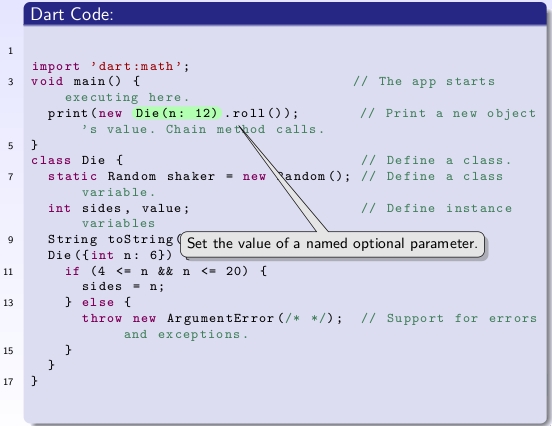 Dart Code:
1
import 'dart:math';
3 void main() { // The app starts
executing here.
print(new Die(n: 12).roll()); // Print a new object
's value. Chain method calls.
5 }
class Die { // Define a class.
7 static Random shaker = new Random(); // Define a class
variable.
int sides, value; // Define instance
variables
9 String toString(
Set the value of a named optional parameter.
Die({int n: 6}) {
11 if (4 <= n && n <= 20) {
sides = n;
13 } else {
throw new ArgumentError(/* */); // Support for errors
and exceptions.
15 }
}
17 }